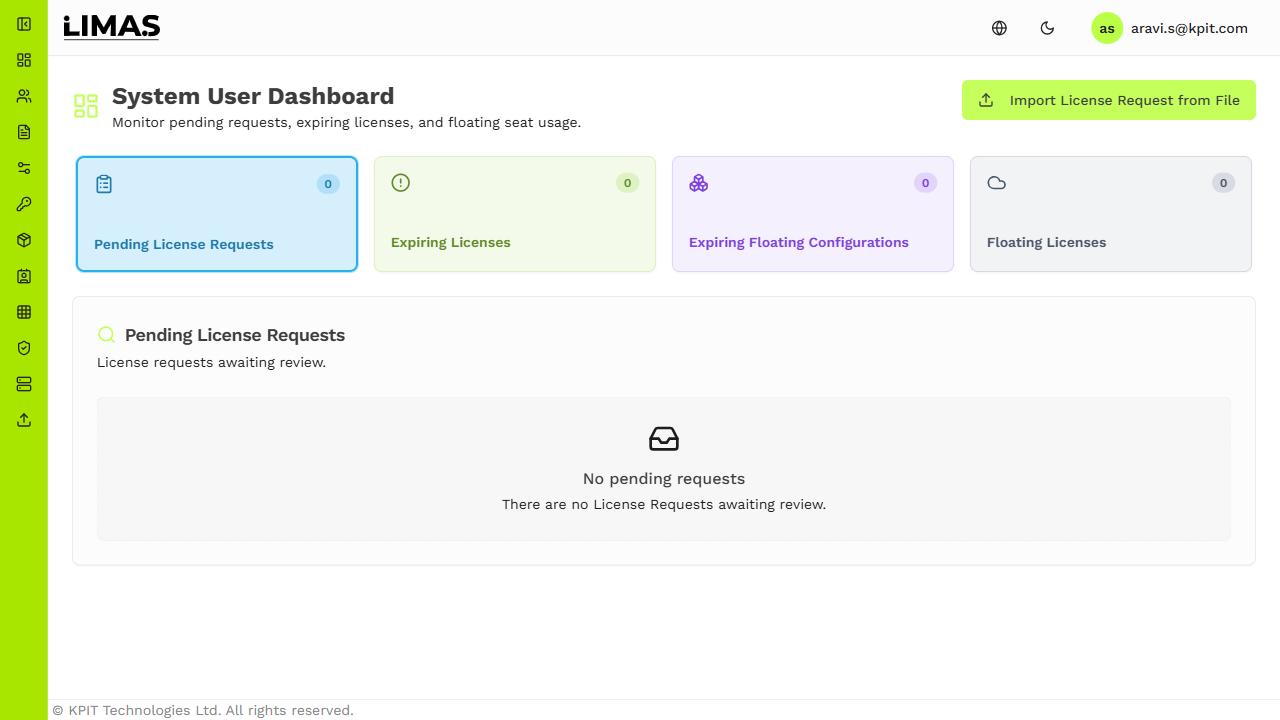 LIMAS
as
aravi.s@kpit.com
System User Dashboard
Monitor pending requests, expiring licenses, and floating seat usage.
Import License Request from File
0
Pending License Requests
0
Expiring Licenses
0
Expiring Floating Configurations
0
Floating Licenses
Pending License Requests
License requests awaiting review.
No pending requests
There are no License Requests awaiting review.
© KPIT Technologies Ltd. All rights reserved.